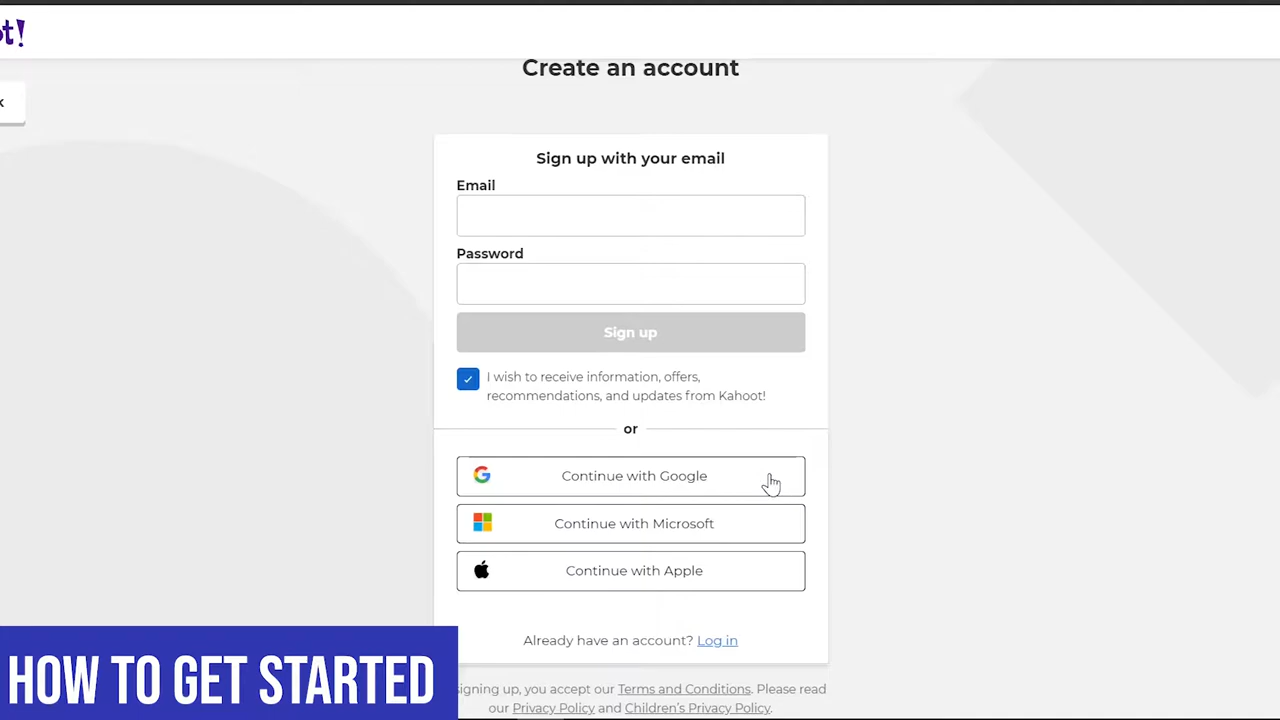 ot!
Create an account
k
Sign up with your email
Email
Password
Sign up
I wish to receive information, offers,
recommendations, and updates from Kahoot!
or
Continue with Google
Continue with Microsoft
Continue with Apple
Already have an account? Log in
signing up, you accept our Terms and Conditions. Please read
our Privacy Policy and Children's Privacy Policy.
HOW TO GET STARTED